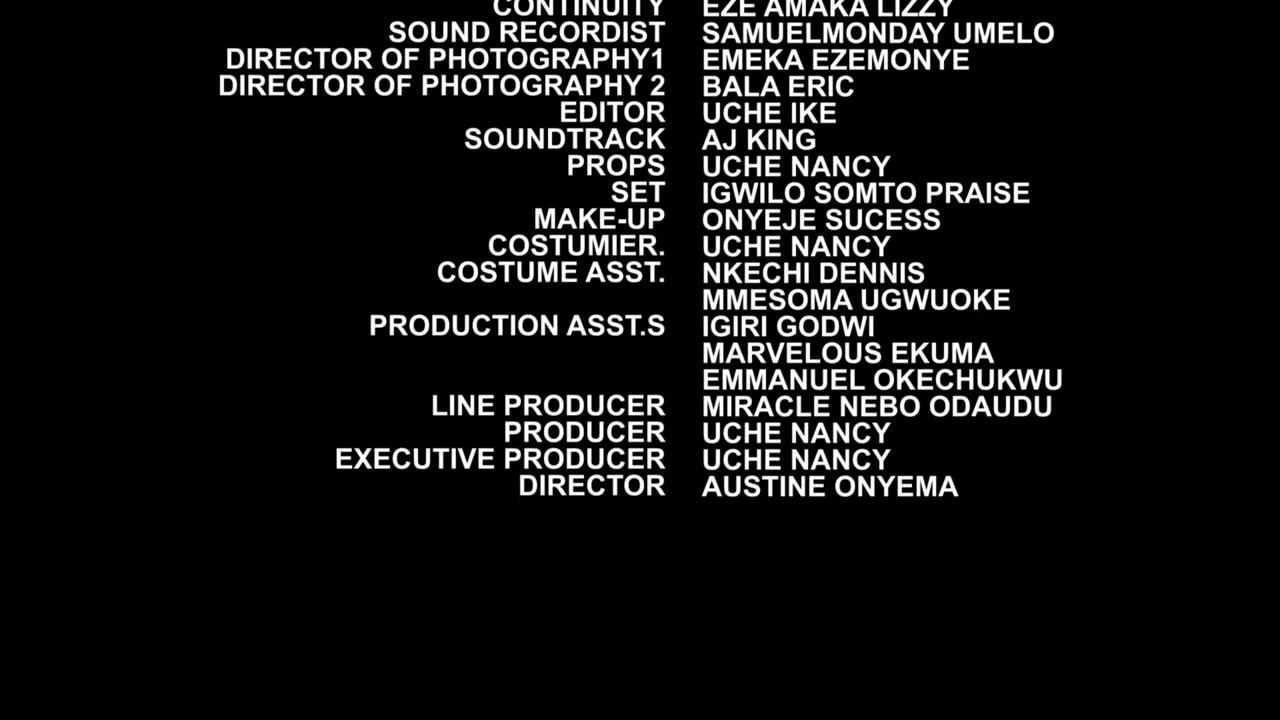 CONTINUITY EZE AMAKA LIZZY
SOUND RECORDIST SAMUELMONDAY UMELO
DIRECTOR OF PHOTOGRAPHY1 EMEKA EZEMONYE
DIRECTOR OF PHOTOGRAPHY 2 BALA ERIC
EDITOR UCHE IKE
SOUNDTRACK AJ KING
PROPS UCHE NANCY
SET IGWILO SOMTO PRAISE
MAKE-UP ONYEJE SUCESS
COSTUMIER. UCHE NANCY
COSTUME ASST. NKECHI DENNIS
MMESOMA UGWUOKE
PRODUCTION ASST.S IGIRI GODWI
MARVELOUS EKUMA
EMMANUEL OKECHUKWU
LINE PRODUCER MIRACLE NEBO ODAUDU
PRODUCER UCHE NANCY
EXECUTIVE PRODUCER UCHE NANCY
DIRECTOR AUSTINE ONYEMA